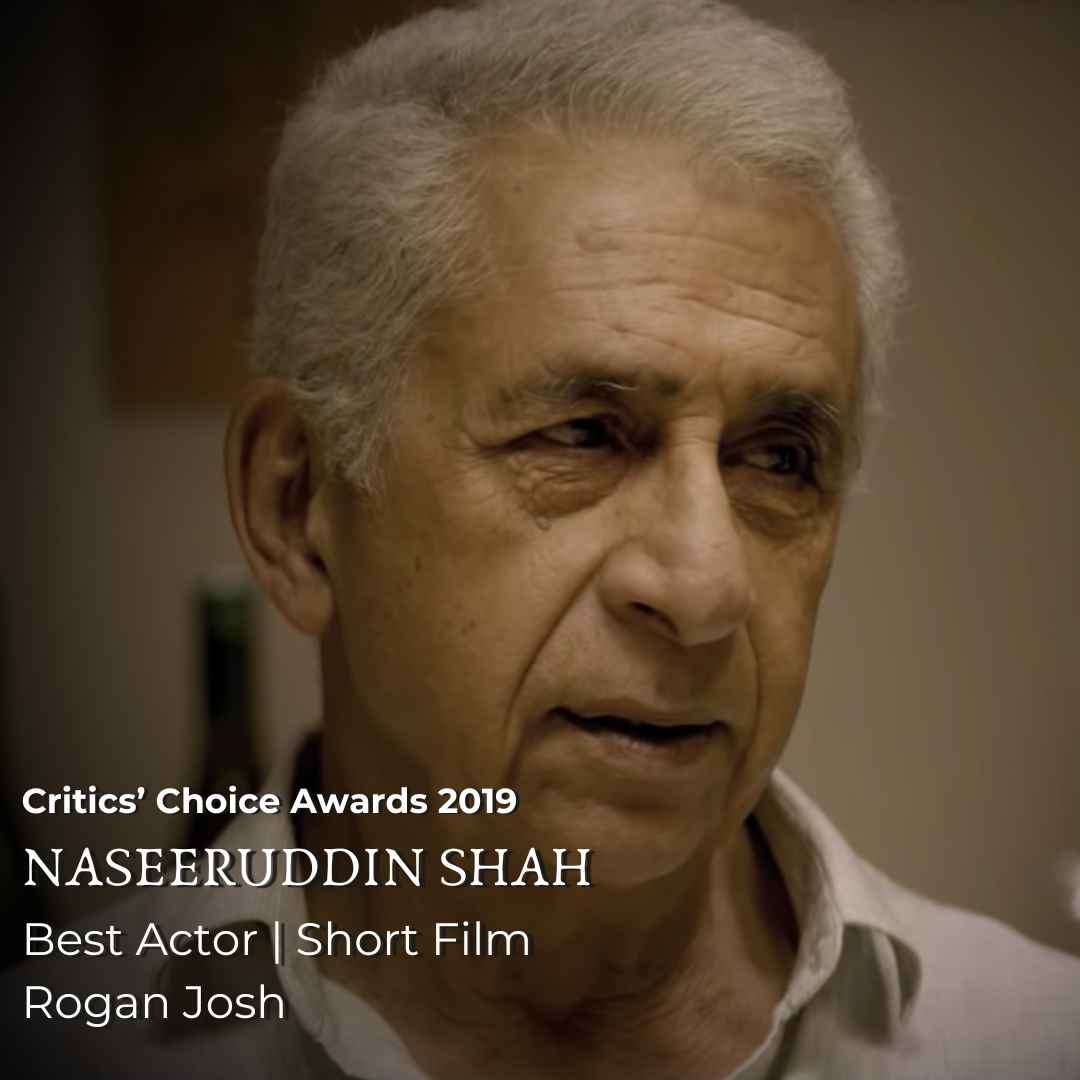 Critics’ Choice Awards 2019
NASEERUDDIN SHAH
Best Actor | Short Film
Rogan Josh